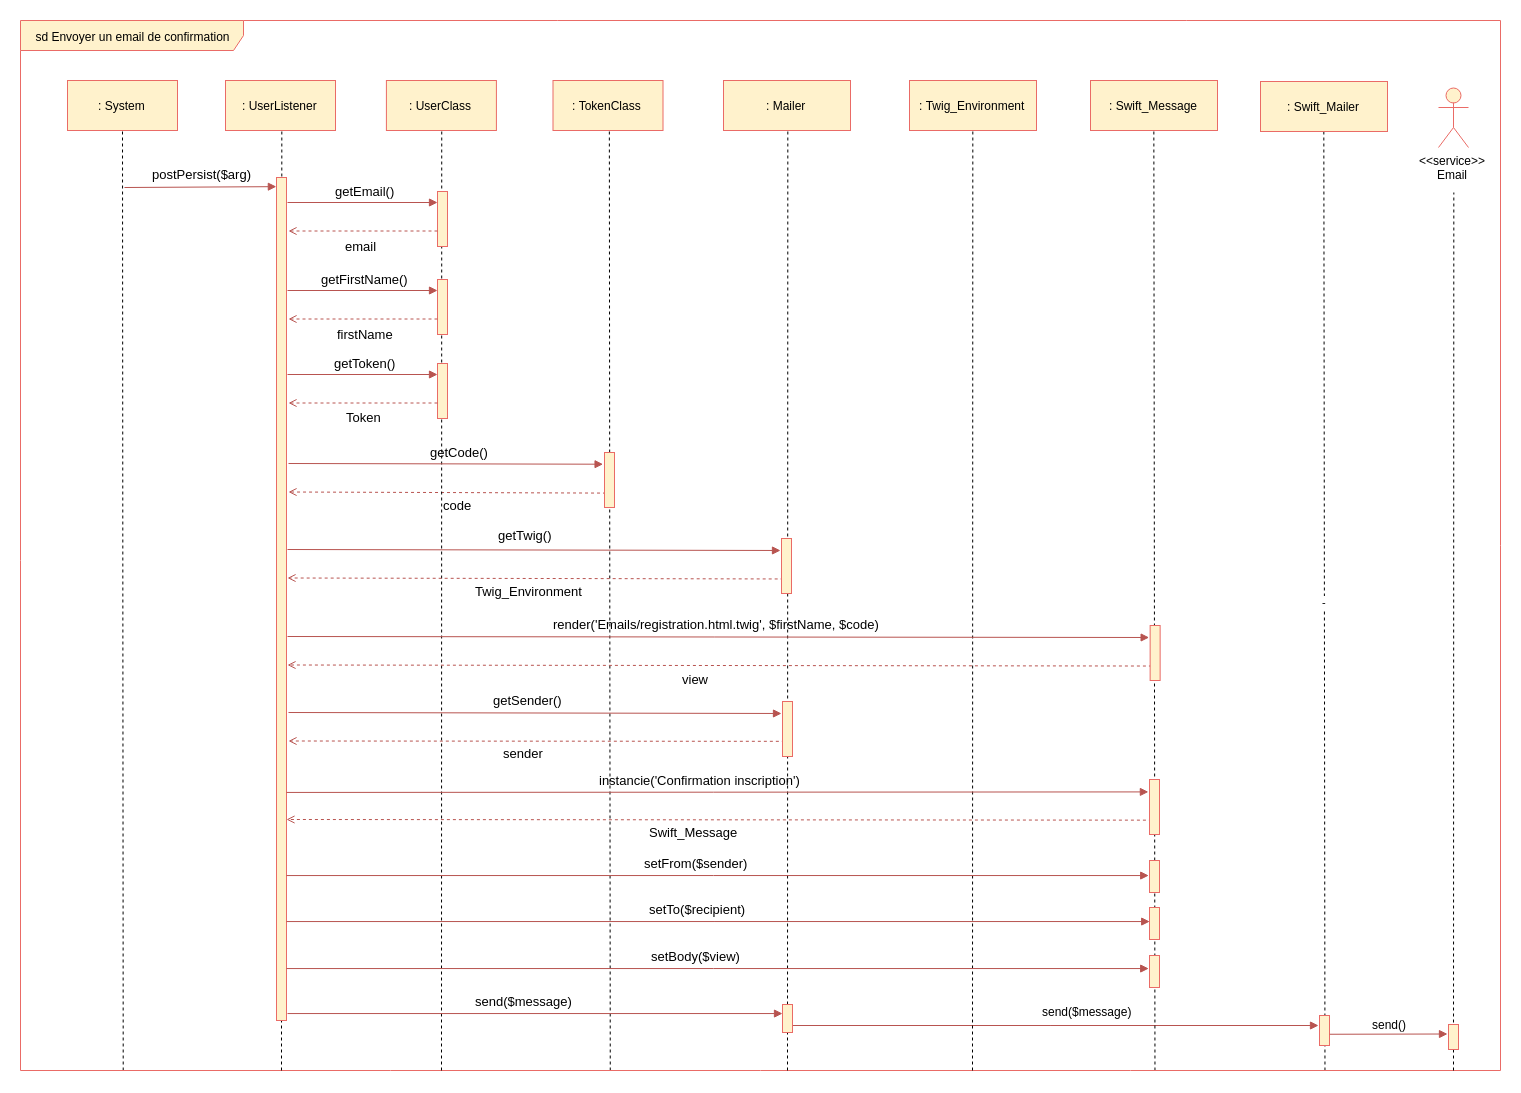 sd Envoyer un email de confirmation
: System
: UserListener
: UserClass
: TokenClass
: Mailer
: Twig_Environment
: Swift_Message
: Swift_Mailer
<<service>>
Email
postPersist($arg)
getEmail()
email
getFirstName()
firstName
getToken()
Token
getCode()
code
getTwig()
Twig_Environment
render('Emails/registration.html.twig', $firstName, $code)
view
getSender()
sender
instancie('Confirmation inscription')
Swift_Message
setFrom($sender)
setTo($recipient)
setBody($view)
send($message)
send($message)
send()